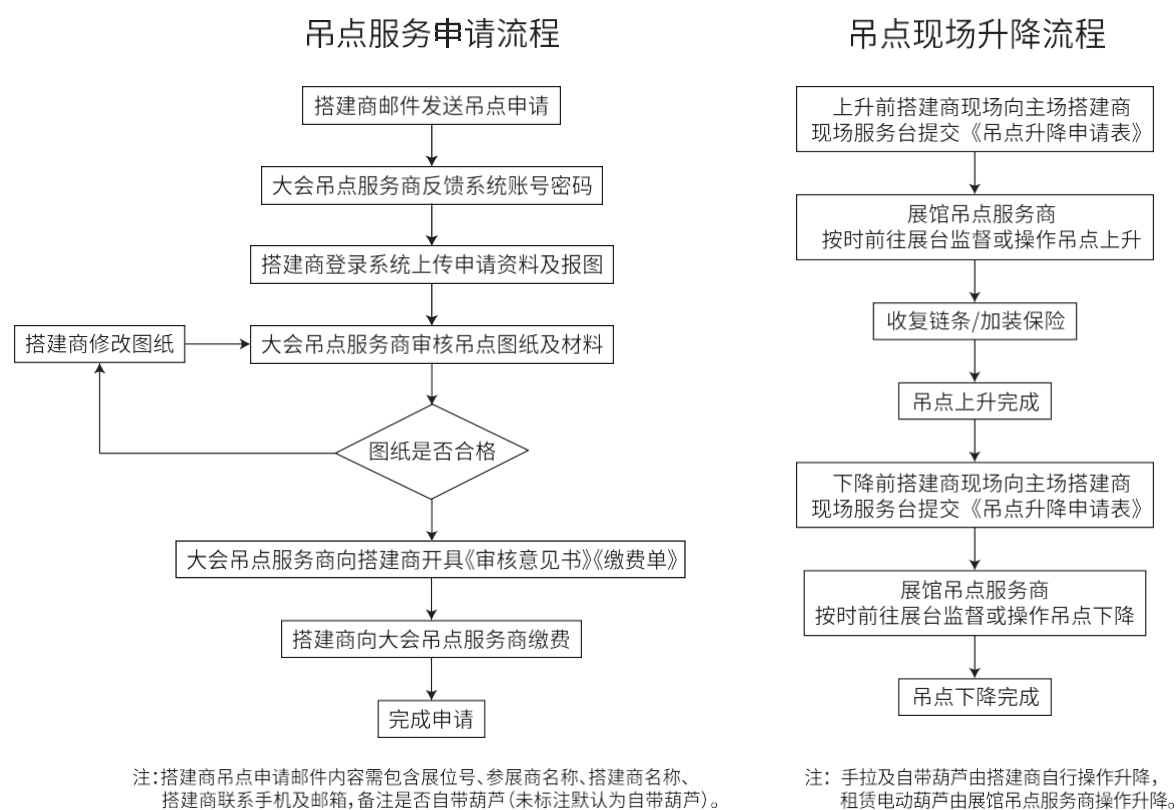 吊点服务申请流程
搭建商邮件发送吊点申请
大会吊点服务商反馈系统账号密码
搭建商登录系统上传申请资料及报图
搭建商修改图纸
大会吊点服务商审核吊点图纸及材料
图纸是否合格
大会吊点服务商向搭建商开具《审核意见书》《缴费单》
搭建商向大会吊点服务商缴费
完成申请
注:搭建商吊点申请邮件内容需包含展位号、参展商名称、搭建商名称、
搭建商联系手机及邮箱,备注是否自带葫芦(未标注默认为自带葫芦)。
吊点现场升降流程
上升前搭建商现场向主场搭建商
现场服务台提交《吊点升降申请表》
展馆吊点服务商
按时前往展台监督或操作吊点上升
收复链条/加装保险
吊点上升完成
下降前搭建商现场向主场搭建商
现场服务台提交《吊点升降申请表》
展馆吊点服务商
按时前往展台监督或操作吊点下降
吊点下降完成
注: 手拉及自带葫芦由搭建商自行操作升降,
租赁电动葫芦由展馆吊点服务商操作升降。